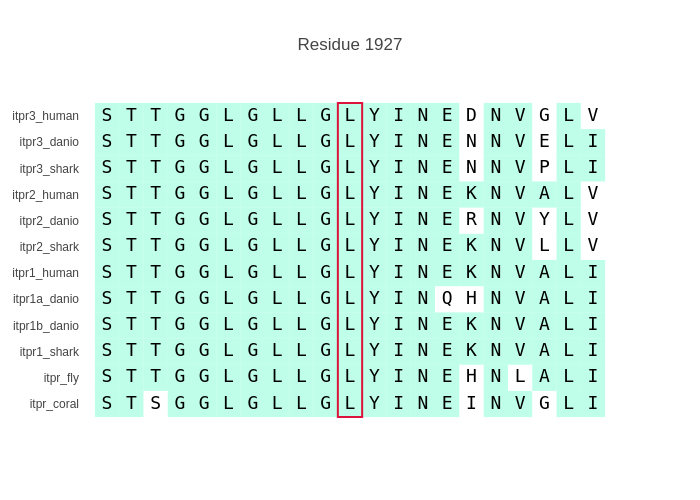 Residue 1927
itpr3_human S T T G G L G L L G L Y I N E D N V G L V
itpr3_danio S T T G G L G L L G L Y I N E N N V E L I
itpr3_shark S T T G G L G L L G L Y I N E N N V P L I
itpr2_human S T T G G L G L L G L Y I N E K N V A L V
itpr2_danio S T T G G L G L L G L Y I N E R N V Y L V
itpr2_shark S T T G G L G L L G L Y I N E K N V L L V
itpr1_human S T T G G L G L L G L Y I N E K N V A L I
itpr1a_danio S T T G G L G L L G L Y I N Q H N V A L I
itpr1b_danio S T T G G L G L L G L Y I N E K N V A L I
itpr1_shark S T T G G L G L L G L Y I N E K N V A L I
itpr_fly S T T G G L G L L G L Y I N E H N L A L I
itpr_coral S T S G G L G L L G L Y I N E I N V G L I